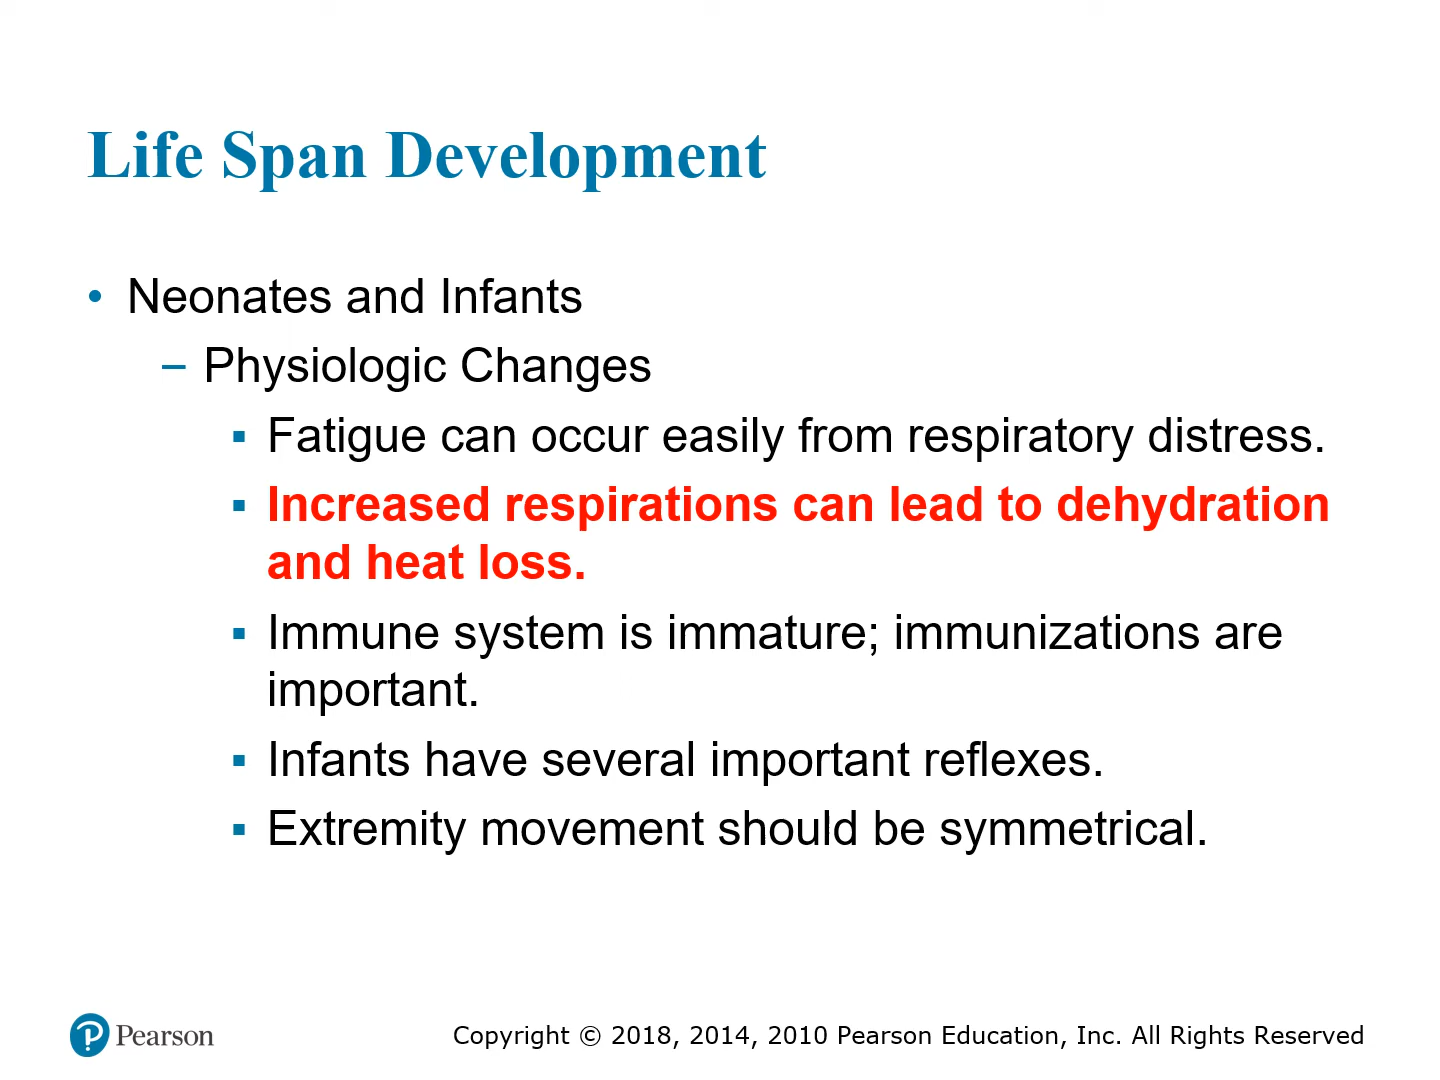 Life Span Development
• Neonates and Infants
– Physiologic Changes
▪ Fatigue can occur easily from respiratory distress.
▪ Increased respirations can lead to dehydration
and heat loss.
▪ Immune system is immature; immunizations are
important.
▪ Infants have several important reflexes.
▪ Extremity movement should be symmetrical.
Pearson
Copyright © 2018, 2014, 2010 Pearson Education, Inc. All Rights Reserved